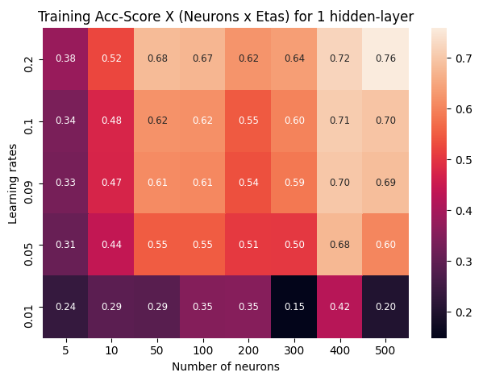 Training Acc-Score X (Neurons x Etas) for 1 hidden-layer
Learning rates
0.2 0.38 0.52 0.68 0.67 0.62 0.64 0.72 0.76
0.1 0.34 0.48 0.62 0.62 0.55 0.60 0.71 0.70
0.09 0.33 0.47 0.61 0.61 0.54 0.59 0.70 0.69
0.05 0.31 0.44 0.55 0.55 0.51 0.50 0.68 0.60
0.01 0.24 0.29 0.29 0.35 0.35 0.15 0.42 0.20
5 10 50 100 200 300 400 500
Number of neurons
0.7
0.6
0.5
0.4
0.3
0.2